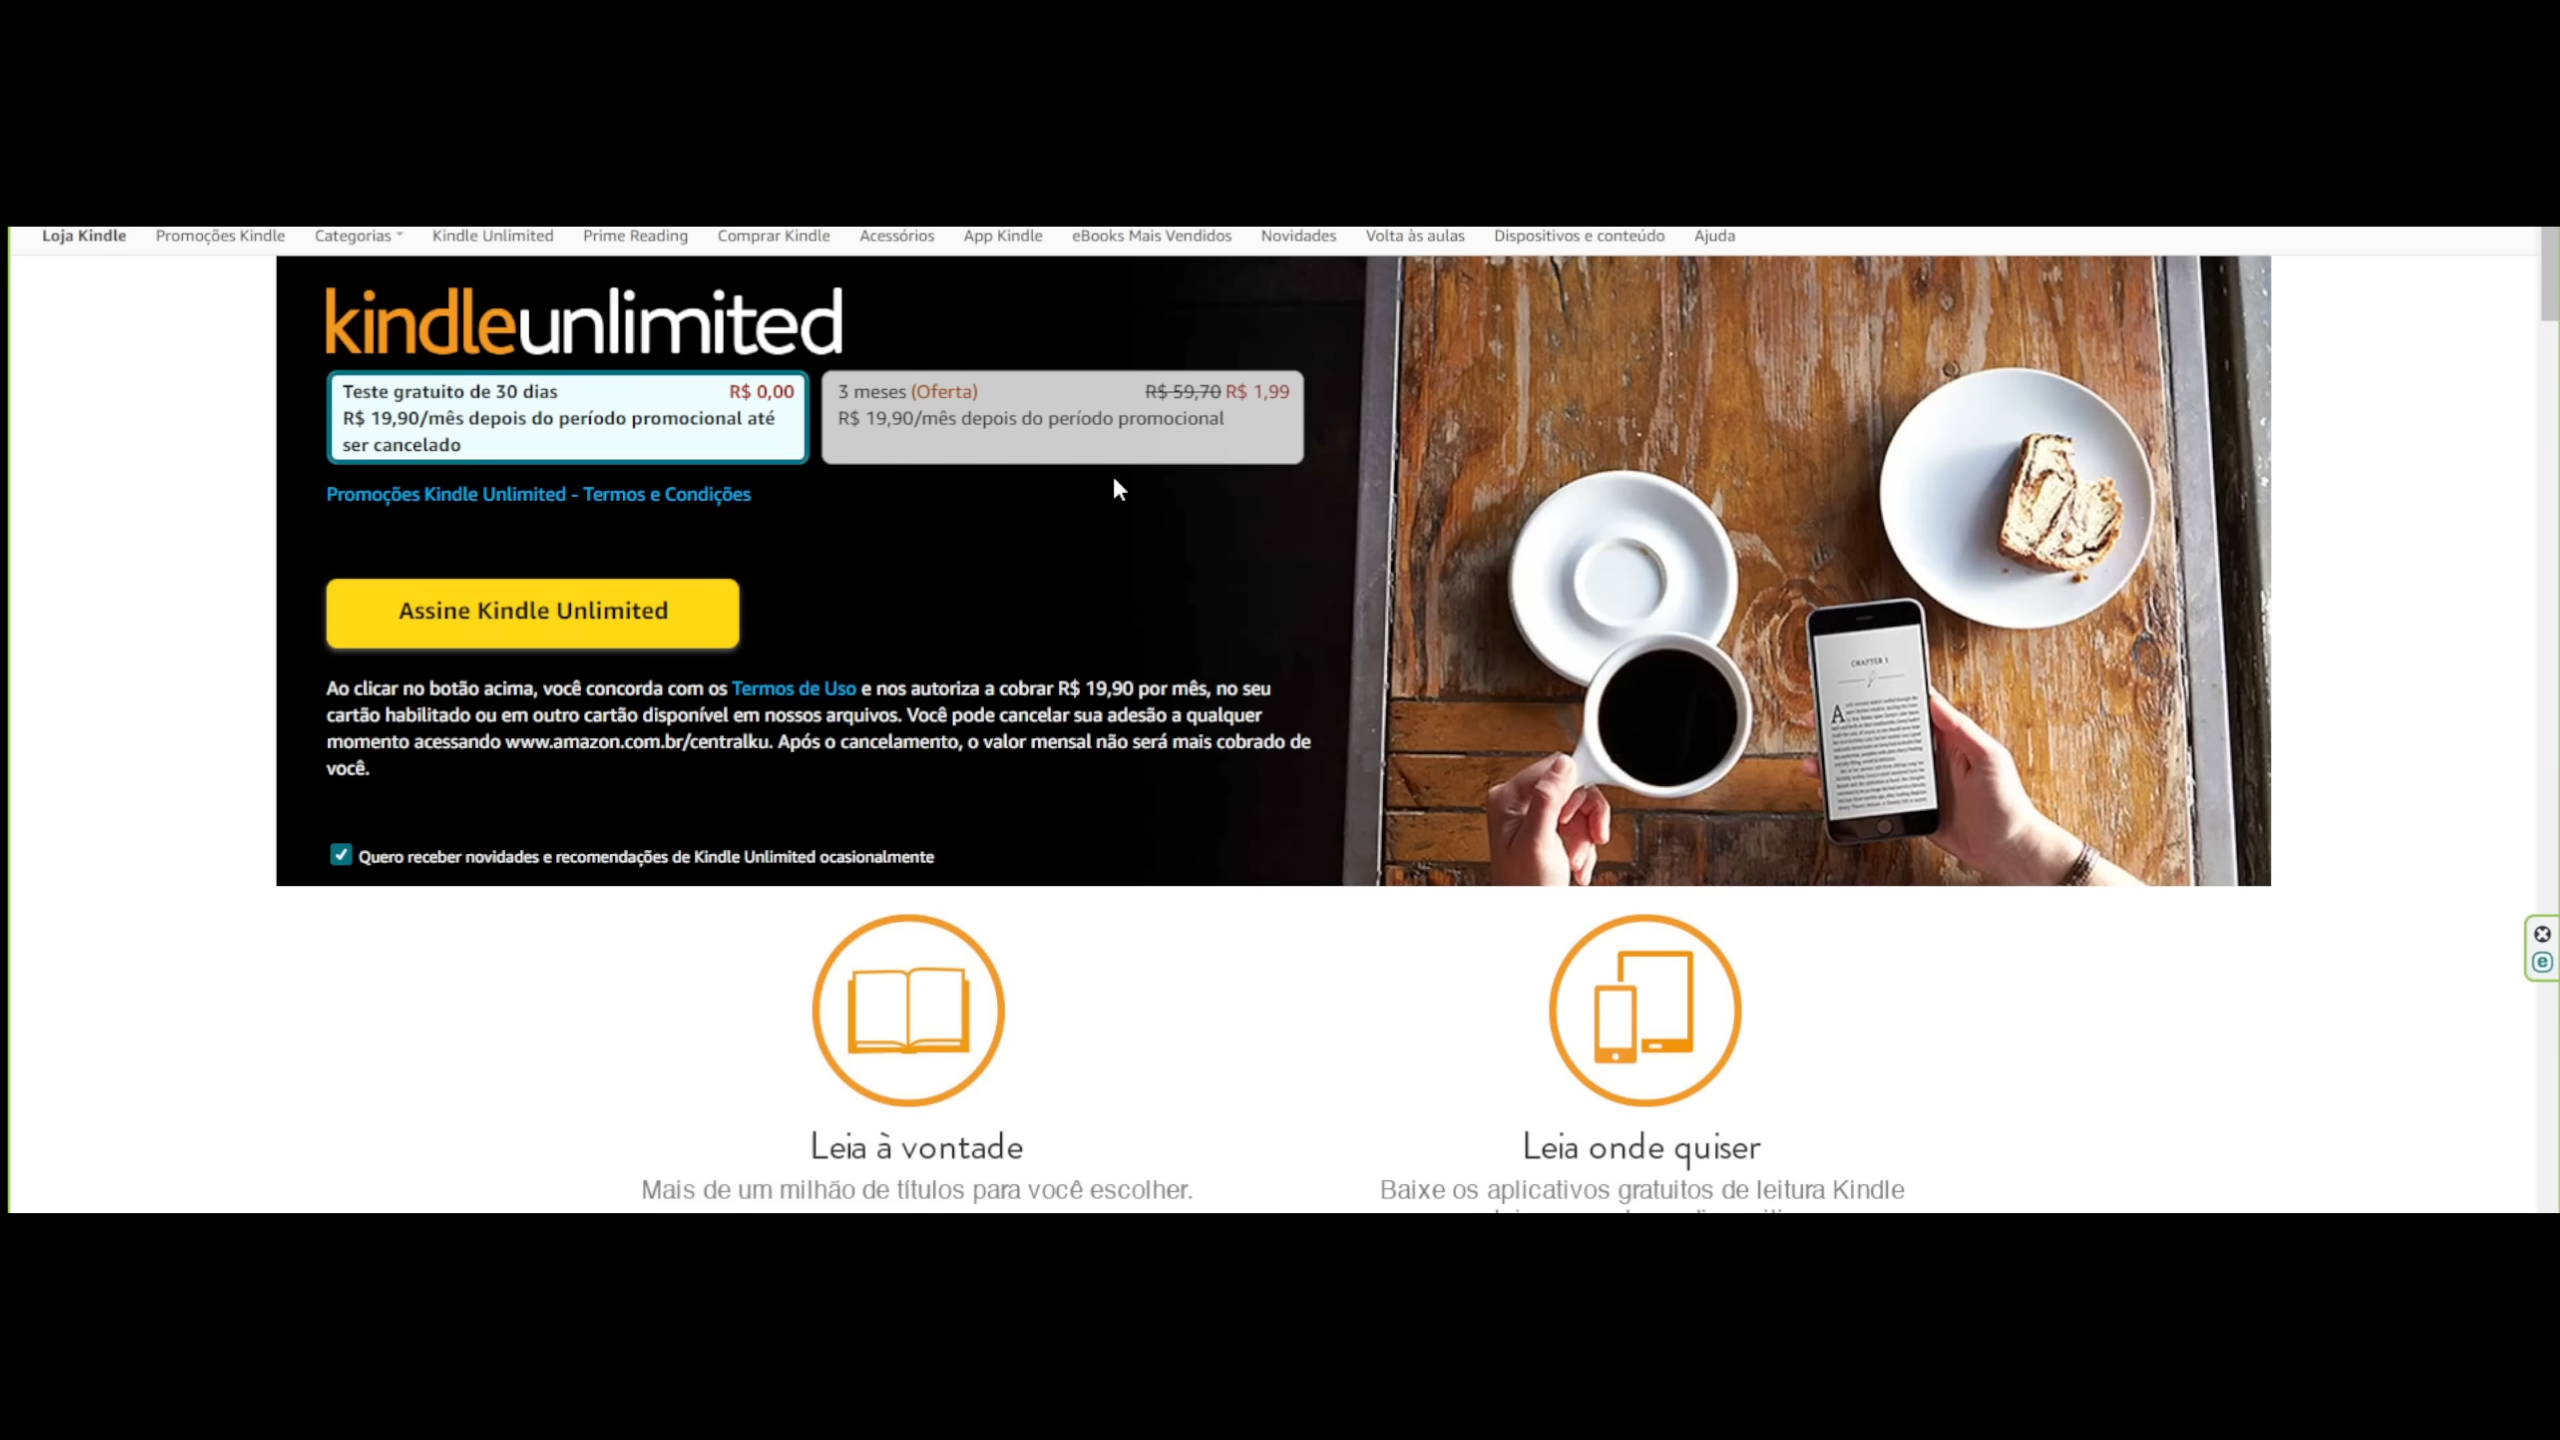 Loja Kindle Promoções Kindle Categorias Kindle Unlimited Prime Reading Comprar Kindle Acessórios App Kindle eBooks Mais Vendidos Novidades Volta às aulas Dispositivos e conteúdo Ajuda
kindleunlimited
Teste gratuito de 30 dias R$ 0,00
R$ 19,90/mês depois do período promocional até
ser cancelado
3 meses (Oferta) R$ 59,70 R$ 1,99
R$ 19,90/mês depois do período promocional
Promoções Kindle Unlimited - Termos e Condições
Assine Kindle Unlimited
Ao clicar no botão acima, você concorda com os Termos de Uso e nos autoriza a cobrar R$ 19,90 por mês, no seu
cartão habilitado ou em outro cartão disponível em nossos arquivos. Você pode cancelar sua adesão a qualquer
momento acessando www.amazon.com.br/centralku. Após o cancelamento, o valor mensal não será mais cobrado de
você.
Quero receber novidades e recomendações de Kindle Unlimited ocasionalmente
CHAPTER 1
Leia à vontade
Mais de um milhão de títulos para você escolher.
Leia onde quiser
Baixe os aplicativos gratuitos de leitura Kindle
e